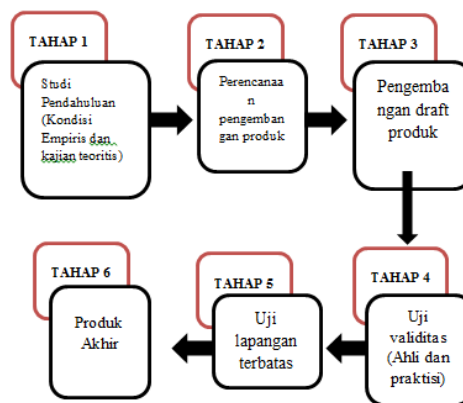 TAHAP 1
Studi
Pendahuluan
(Kondisi
Empiris dan
kajian teoritis)
TAHAP 2
Perencanaa
n
pengemban
gan produk
TAHAP 3
Pengemba
ngan draft
produk
TAHAP 4
Uji
validitas
(Ahli dan
praktisi)
TAHAP 5
Uji
lapangan
terbatas
TAHAP 6
Produk
Akhir